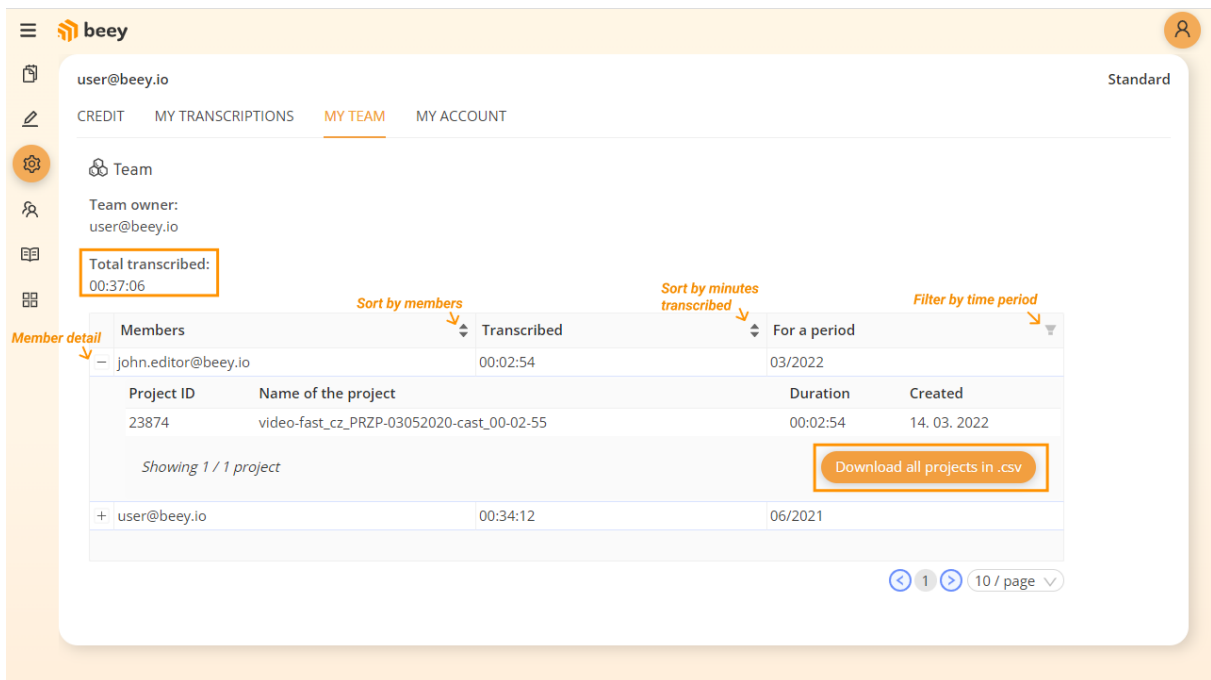 beey
user@beey.io Standard
CREDIT MY TRANSCRIPTIONS MY TEAM MY ACCOUNT
Team
Team owner:
user@beey.io
Total transcribed:
00:37:06
Sort by members
Sort by minutes
transcribed
Filter by time period
Member detail
Members Transcribed For a period
john.editor@beey.io 00:02:54 03/2022
Project ID Name of the project Duration Created
23874 video-fast_cz_PRZP-03052020-cast_00-02-55 00:02:54 14. 03. 2022
Showing 1 / 1 project Download all projects in .csv
user@beey.io 00:34:12 06/2021
1 10 / page